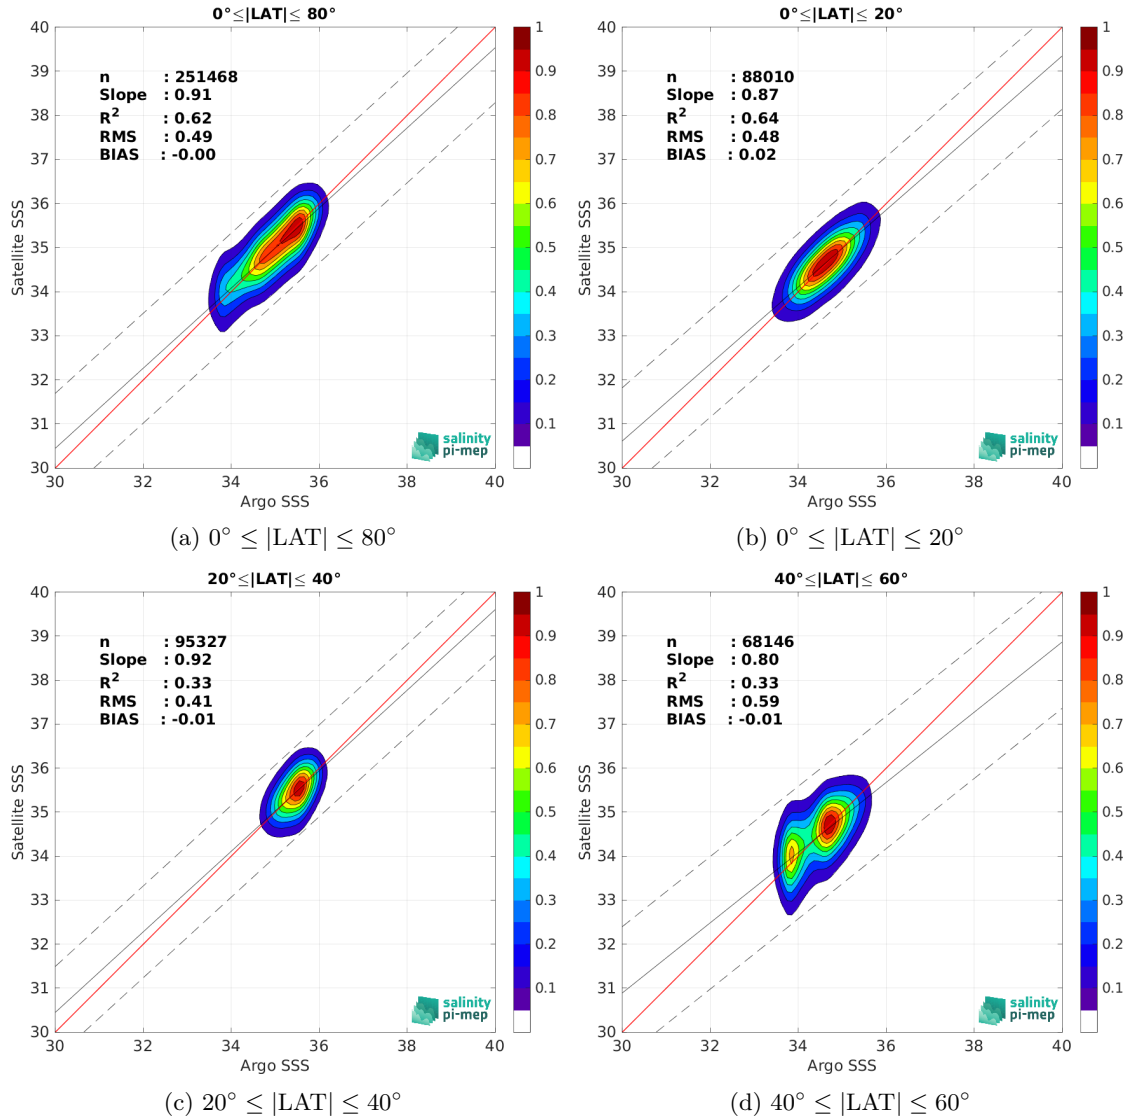 0°≤|LAT|≤ 80°
n : 251468
Slope : 0.91
R² : 0.62
RMS : 0.49
BIAS : -0.00
40
39
38
37
36
35
34
33
32
31
30
30 32 34 36 38 40
Satellite SSS
Argo SSS
1
0.9
0.8
0.7
0.6
0.5
0.4
0.3
0.2
0.1
salinity
pi-mep
(a) 0° ≤ |LAT| ≤ 80°
0°≤|LAT|≤ 20°
n : 88010
Slope : 0.87
R² : 0.64
RMS : 0.48
BIAS : 0.02
40
39
38
37
36
35
34
33
32
31
30
30 32 34 36 38 40
Satellite SSS
Argo SSS
1
0.9
0.8
0.7
0.6
0.5
0.4
0.3
0.2
0.1
salinity
pi-mep
(b) 0° ≤ |LAT| ≤ 20°
20°≤|LAT|≤ 40°
n : 95327
Slope : 0.92
R² : 0.33
RMS : 0.41
BIAS : -0.01
40
39
38
37
36
35
34
33
32
31
30
30 32 34 36 38 40
Satellite SSS
Argo SSS
1
0.9
0.8
0.7
0.6
0.5
0.4
0.3
0.2
0.1
salinity
pi-mep
(c) 20° ≤ |LAT| ≤ 40°
40°≤|LAT|≤ 60°
n : 68146
Slope : 0.80
R² : 0.33
RMS : 0.59
BIAS : -0.01
40
39
38
37
36
35
34
33
32
31
30
30 32 34 36 38 40
Satellite SSS
Argo SSS
1
0.9
0.8
0.7
0.6
0.5
0.4
0.3
0.2
0.1
salinity
pi-mep
(d) 40° ≤ |LAT| ≤ 60°